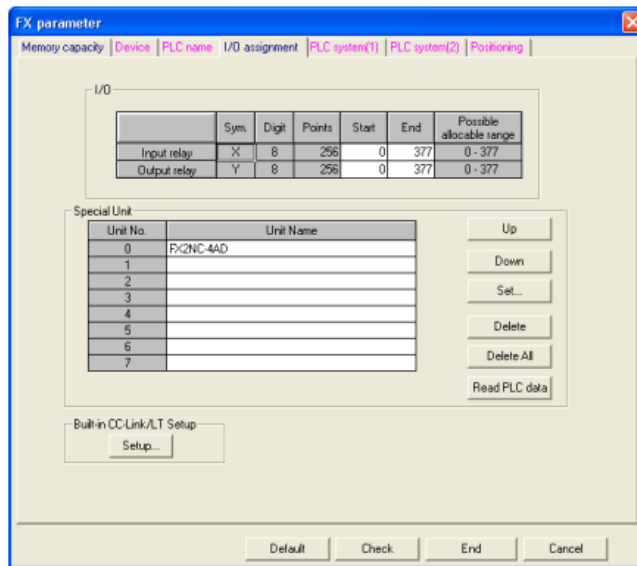 FX parameter
Memory capacity Device PLC name I/O assignment PLC system(1) PLC system(2) Positioning
I/O
Sym. Digit Points Start End Possible allocable range
Input relay X 8 256 0 377 0 - 377
Output relay Y 8 256 0 377 0 - 377
Special Unit
Unit No. Unit Name
0 FX2NC-4AD
1
2
3
4
5
6
7
Up
Down
Set...
Delete
Delete All
Read PLC data
Built-in CC-Link/LT Setup
Setup...
Default Check End Cancel